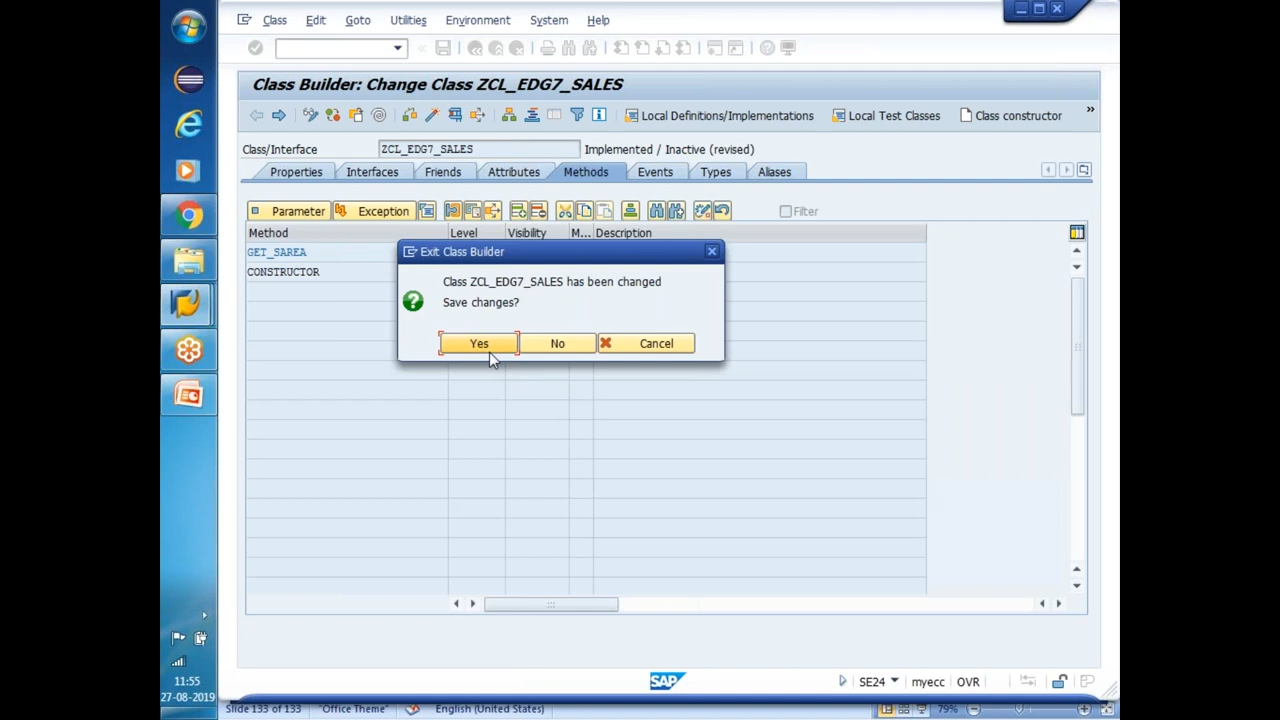 Class Edit Goto Utilities Environment System Help
Class Builder: Change Class ZCL_EDG7_SALES
Local Definitions/Implementations Local Test Classes Class constructor
Class/Interface ZCL_EDG7_SALES Implemented / Inactive (revised)
Properties Interfaces Friends Attributes Methods Events Types Aliases
Parameter Exception Filter
Method Level Visibility M... Description
GET_SAREA
CONSTRUCTOR
Exit Class Builder
Class ZCL_EDG7_SALES has been changed
Save changes?
Yes No Cancel
SAP SE24 myecc OVR
11:55
27-08-2019
Slide 133 of 133 "Office Theme" English (United States) 79%